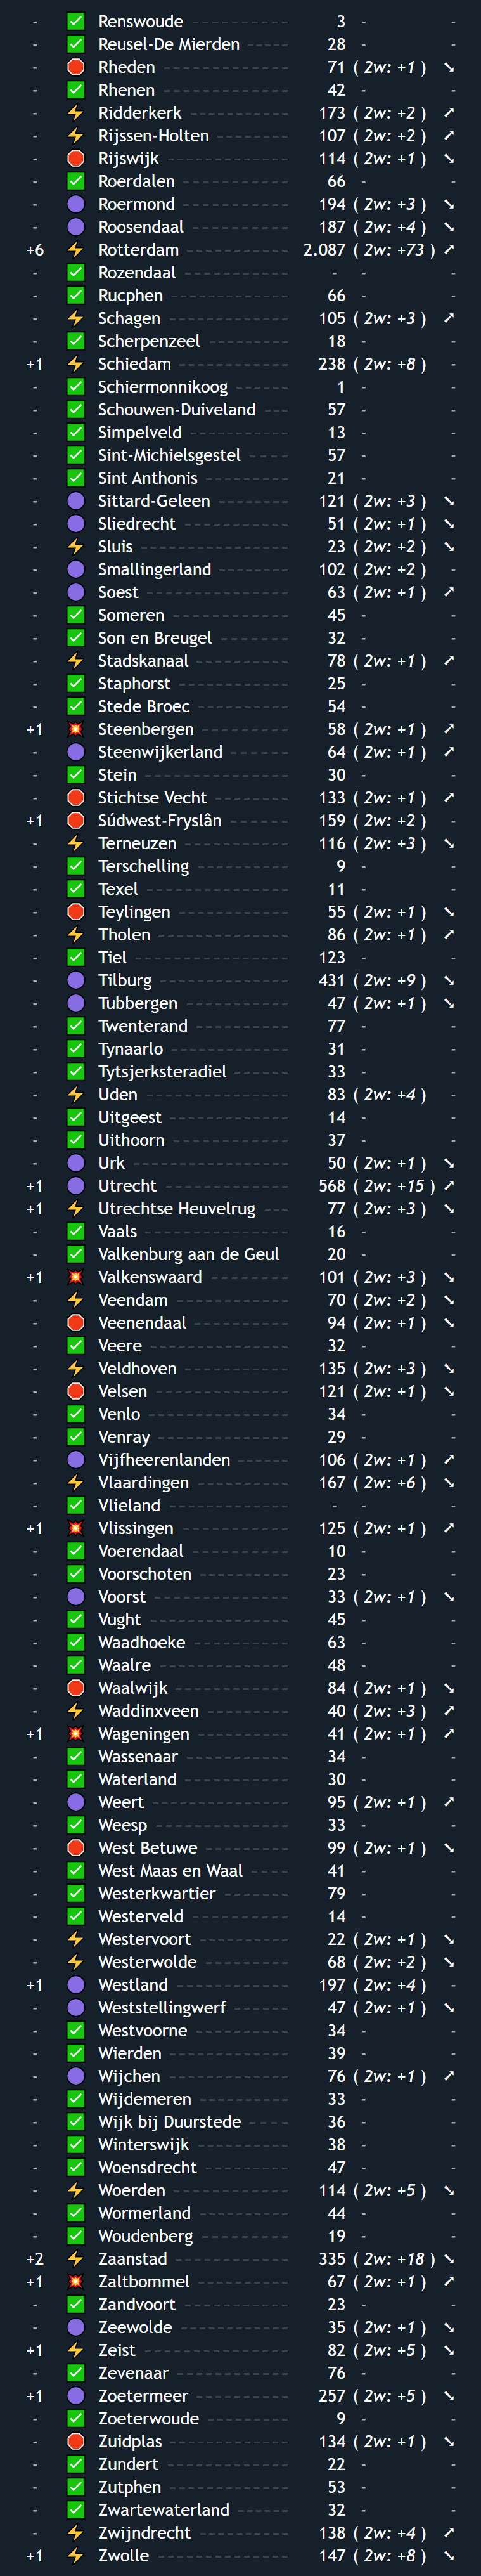 - ✅ Renswoude 3 - -
- ✅ Reusel-De Mierden 28 - -
- 🛑 Rheden 71 ( 2w: +1 ) ➘
- ✅ Rhenen 42 - -
- ⚡ Ridderkerk 173 ( 2w: +2 ) ➚
- ⚡ Rijssen-Holten 107 ( 2w: +2 ) ➚
- 🛑 Rijswijk 114 ( 2w: +1 ) ➘
- ✅ Roerdalen 66 - -
- 🟣 Roermond 194 ( 2w: +3 ) ➘
- 🟣 Roosendaal 187 ( 2w: +4 ) ➘
+6 ⚡ Rotterdam 2.087 ( 2w: +73 ) ➚
- ✅ Rozendaal - - -
- ✅ Rucphen 66 - -
- ⚡ Schagen 105 ( 2w: +3 ) ➚
- ✅ Scherpenzeel 18 - -
+1 ⚡ Schiedam 238 ( 2w: +8 ) -
- ✅ Schiermonnikoog 1 - -
- ✅ Schouwen-Duiveland 57 - -
- ✅ Simpelveld 13 - -
- ✅ Sint-Michielsgestel 57 - -
- ✅ Sint Anthonis 21 - -
- 🟣 Sittard-Geleen 121 ( 2w: +3 ) ➘
- 🟣 Sliedrecht 51 ( 2w: +1 ) ➘
- ⚡ Sluis 23 ( 2w: +2 ) ➘
- 🟣 Smallingerland 102 ( 2w: +2 ) -
- 🟣 Soest 63 ( 2w: +1 ) ➚
- ✅ Someren 45 - -
- ✅ Son en Breugel 32 - -
- ⚡ Stadskanaal 78 ( 2w: +1 ) ➚
- ✅ Staphorst 25 - -
- ✅ Stede Broec 54 - -
+1 💥 Steenbergen 58 ( 2w: +1 ) ➚
- 🟣 Steenwijkerland 64 ( 2w: +1 ) ➚
- ✅ Stein 30 - -
- 🛑 Stichtse Vecht 133 ( 2w: +1 ) ➚
+1 🛑 Súdwest-Fryslân 159 ( 2w: +2 ) -
- ⚡ Terneuzen 116 ( 2w: +3 ) ➘
- ✅ Terschelling 9 - -
- ✅ Texel 11 - -
- 🛑 Teylingen 55 ( 2w: +1 ) ➘
- ⚡ Tholen 86 ( 2w: +1 ) ➚
- ✅ Tiel 123 - -
- 🟣 Tilburg 431 ( 2w: +9 ) ➘
- 🟣 Tubbergen 47 ( 2w: +1 ) ➘
- ✅ Twenterand 77 - -
- ✅ Tynaarlo 31 - -
- ✅ Tytsjerksteradiel 33 - -
- ⚡ Uden 83 ( 2w: +4 ) -
- ✅ Uitgeest 14 - -
- ✅ Uithoorn 37 - -
- 🟣 Urk 50 ( 2w: +1 ) ➘
+1 🟣 Utrecht 568 ( 2w: +15 ) ➚
+1 ⚡ Utrechtse Heuvelrug 77 ( 2w: +3 ) ➘
- ✅ Vaals 16 - -
- ✅ Valkenburg aan de Geul 20 - -
+1 💥 Valkenswaard 101 ( 2w: +3 ) ➘
- ⚡ Veendam 70 ( 2w: +2 ) ➘
- 🛑 Veenendaal 94 ( 2w: +1 ) ➘
- ✅ Veere 32 - -
- ⚡ Veldhoven 135 ( 2w: +3 ) ➘
- 🛑 Velsen 121 ( 2w: +1 ) ➘
- ✅ Venlo 34 - -
- ✅ Venray 29 - -
- 🟣 Vijfheerenlanden 106 ( 2w: +1 ) ➚
- ⚡ Vlaardingen 167 ( 2w: +6 ) ➘
- ✅ Vlieland - - -
+1 💥 Vlissingen 125 ( 2w: +1 ) ➚
- ✅ Voerendaal 10 - -
- ✅ Voorschoten 23 - -
- 🟣 Voorst 33 ( 2w: +1 ) ➘
- ✅ Vught 45 - -
- ✅ Waadhoeke 63 - -
- ✅ Waalre 48 - -
- 🛑 Waalwijk 84 ( 2w: +1 ) ➘
- ⚡ Waddinxveen 40 ( 2w: +3 ) ➚
+1 💥 Wageningen 41 ( 2w: +1 ) ➚
- ✅ Wassenaar 34 - -
- ✅ Waterland 30 - -
- 🟣 Weert 95 ( 2w: +1 ) ➚
- ✅ Weesp 33 - -
- 🛑 West Betuwe 99 ( 2w: +1 ) ➘
- ✅ West Maas en Waal 41 - -
- ✅ Westerkwartier 79 - -
- ✅ Westerveld 14 - -
- ⚡ Westervoort 22 ( 2w: +1 ) ➘
- ⚡ Westerwolde 68 ( 2w: +2 ) ➘
+1 🟣 Westland 197 ( 2w: +4 ) -
- 🟣 Weststellingwerf 47 ( 2w: +1 ) ➘
- ✅ Westvoorne 34 - -
- ✅ Wierden 39 - -
- 🟣 Wijchen 76 ( 2w: +1 ) ➚
- ✅ Wijdemeren 33 - -
- ✅ Wijk bij Duurstede 36 - -
- ✅ Winterswijk 38 - -
- ✅ Woensdrecht 47 - -
- ⚡ Woerden 114 ( 2w: +5 ) ➘
- ✅ Wormerland 44 - -
- ✅ Woudenberg 19 - -
+2 ⚡ Zaanstad 335 ( 2w: +18 ) ➘
+1 💥 Zaltbommel 67 ( 2w: +1 ) ➚
- ✅ Zandvoort 23 - -
- 🟣 Zeewolde 35 ( 2w: +1 ) ➘
+1 ⚡ Zeist 82 ( 2w: +5 ) ➘
- ✅ Zevenaar 76 - -
+1 🟣 Zoetermeer 257 ( 2w: +5 ) ➘
- ✅ Zoeterwoude 9 - -
- 🛑 Zuidplas 134 ( 2w: +1 ) ➘
- ✅ Zundert 22 - -
- ✅ Zutphen 53 - -
- ✅ Zwartewaterland 32 - -
- ⚡ Zwijndrecht 138 ( 2w: +4 ) ➚
+1 ⚡ Zwolle 147 ( 2w: +8 ) ➘